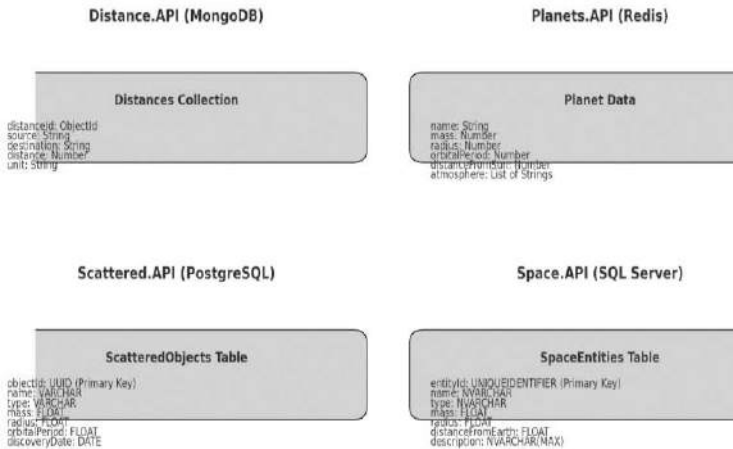 Distance.API (MongoDB)
Distances Collection
distanceId: ObjectId
source: String
destination: String
distance: Number
unit: String
Planets.API (Redis)
Planet Data
name: String
mass: Number
radius: Number
orbitalPeriod: Number
distanceFromSun: Number
atmosphere: List of Strings
Scattered.API (PostgreSQL)
ScatteredObjects Table
objectId: UUID (Primary Key)
name: VARCHAR
type: VARCHAR
mass: FLOAT
radius: FLOAT
orbitalPeriod: FLOAT
discoveryDate: DATE
Space.API (SQL Server)
SpaceEntities Table
entityId: UNIQUEIDENTIFIER (Primary Key)
name: NVARCHAR
type: NVARCHAR
mass: FLOAT
radius: FLOAT
distanceFromEarth: FLOAT
description: NVARCHAR(MAX)